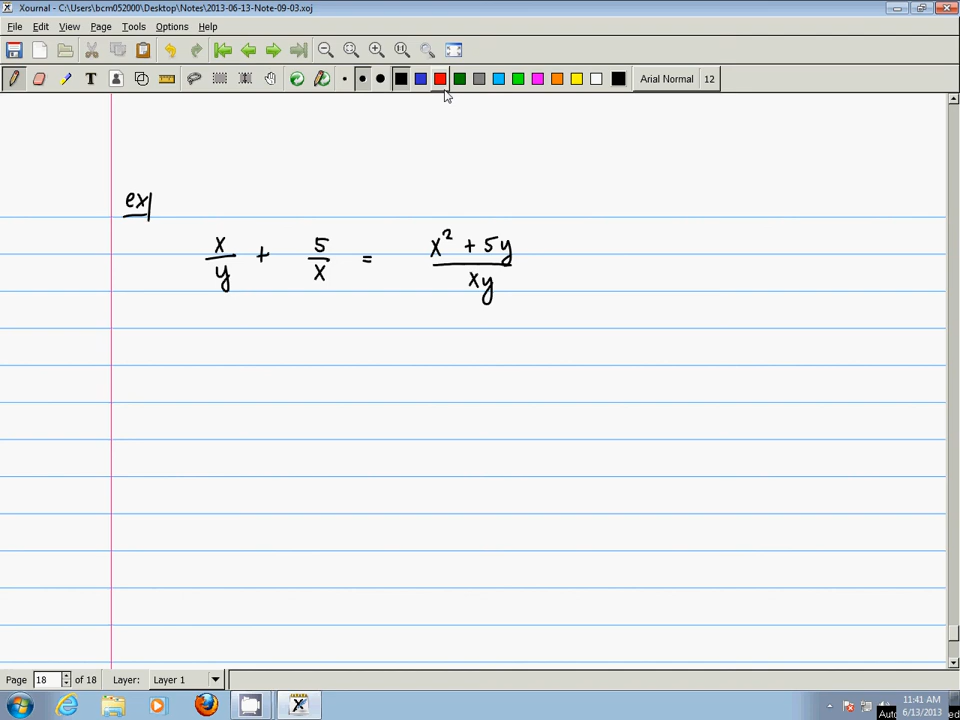 Xournal - C:\Users\bcm052000\Desktop\Notes\2013-06-13-Note-09-03.xoj
File Edit View Page Tools Options Help
T Arial Normal 12
ex
x/y + 5/x = x² + 5y / xy
Page 18 of 18 Layer: Layer 1
11:41 AM
6/13/2013